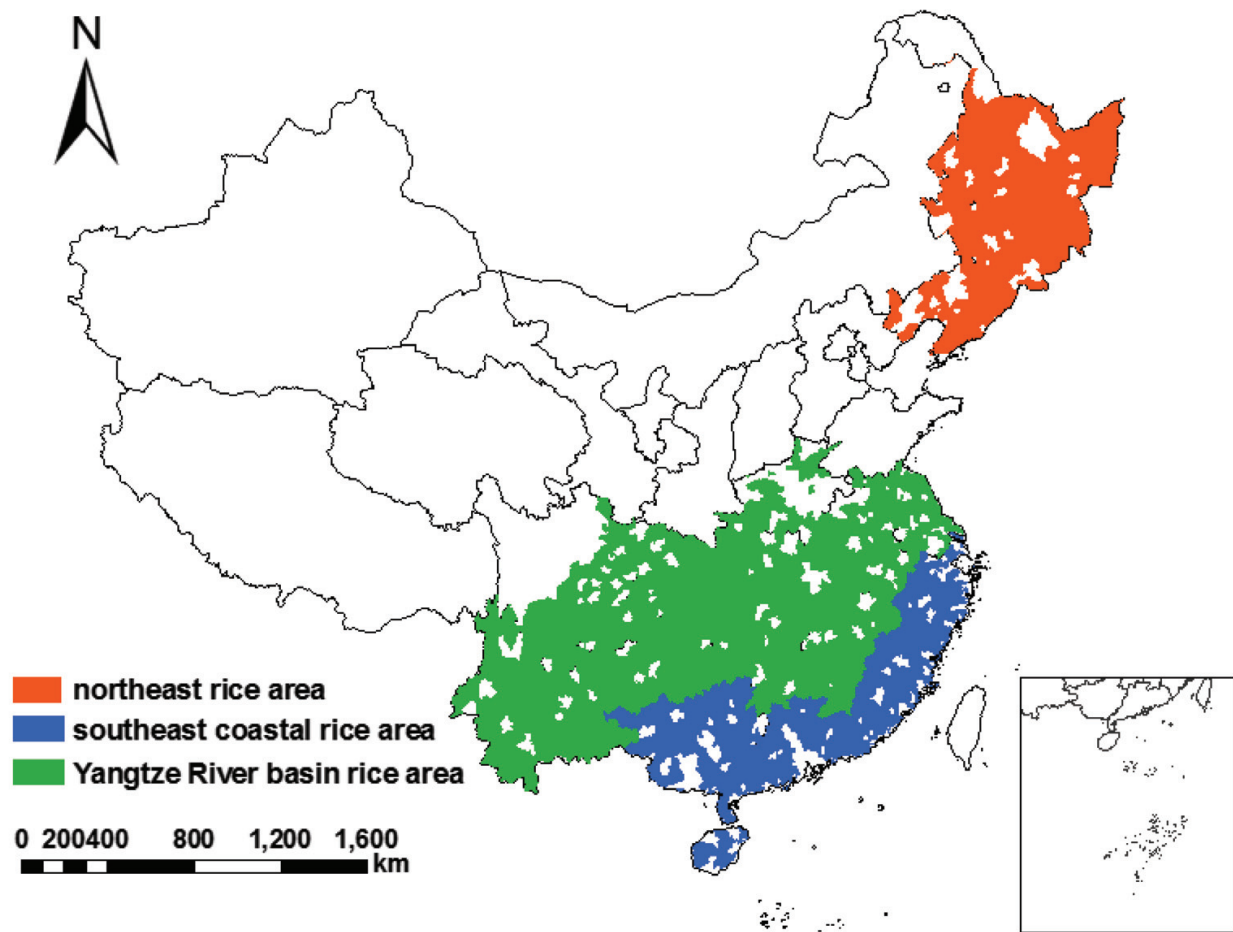 N
northeast rice area
southeast coastal rice area
Yangtze River basin rice area
0 200400 800 1,200 1,600
km